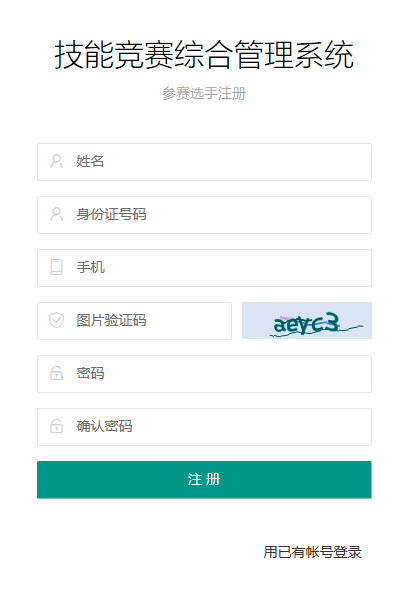 技能竞赛综合管理系统
参赛选手注册
姓名
身份证号码
手机
图片验证码
aeyc3
密码
确认密码
注 册
用已有帐号登录